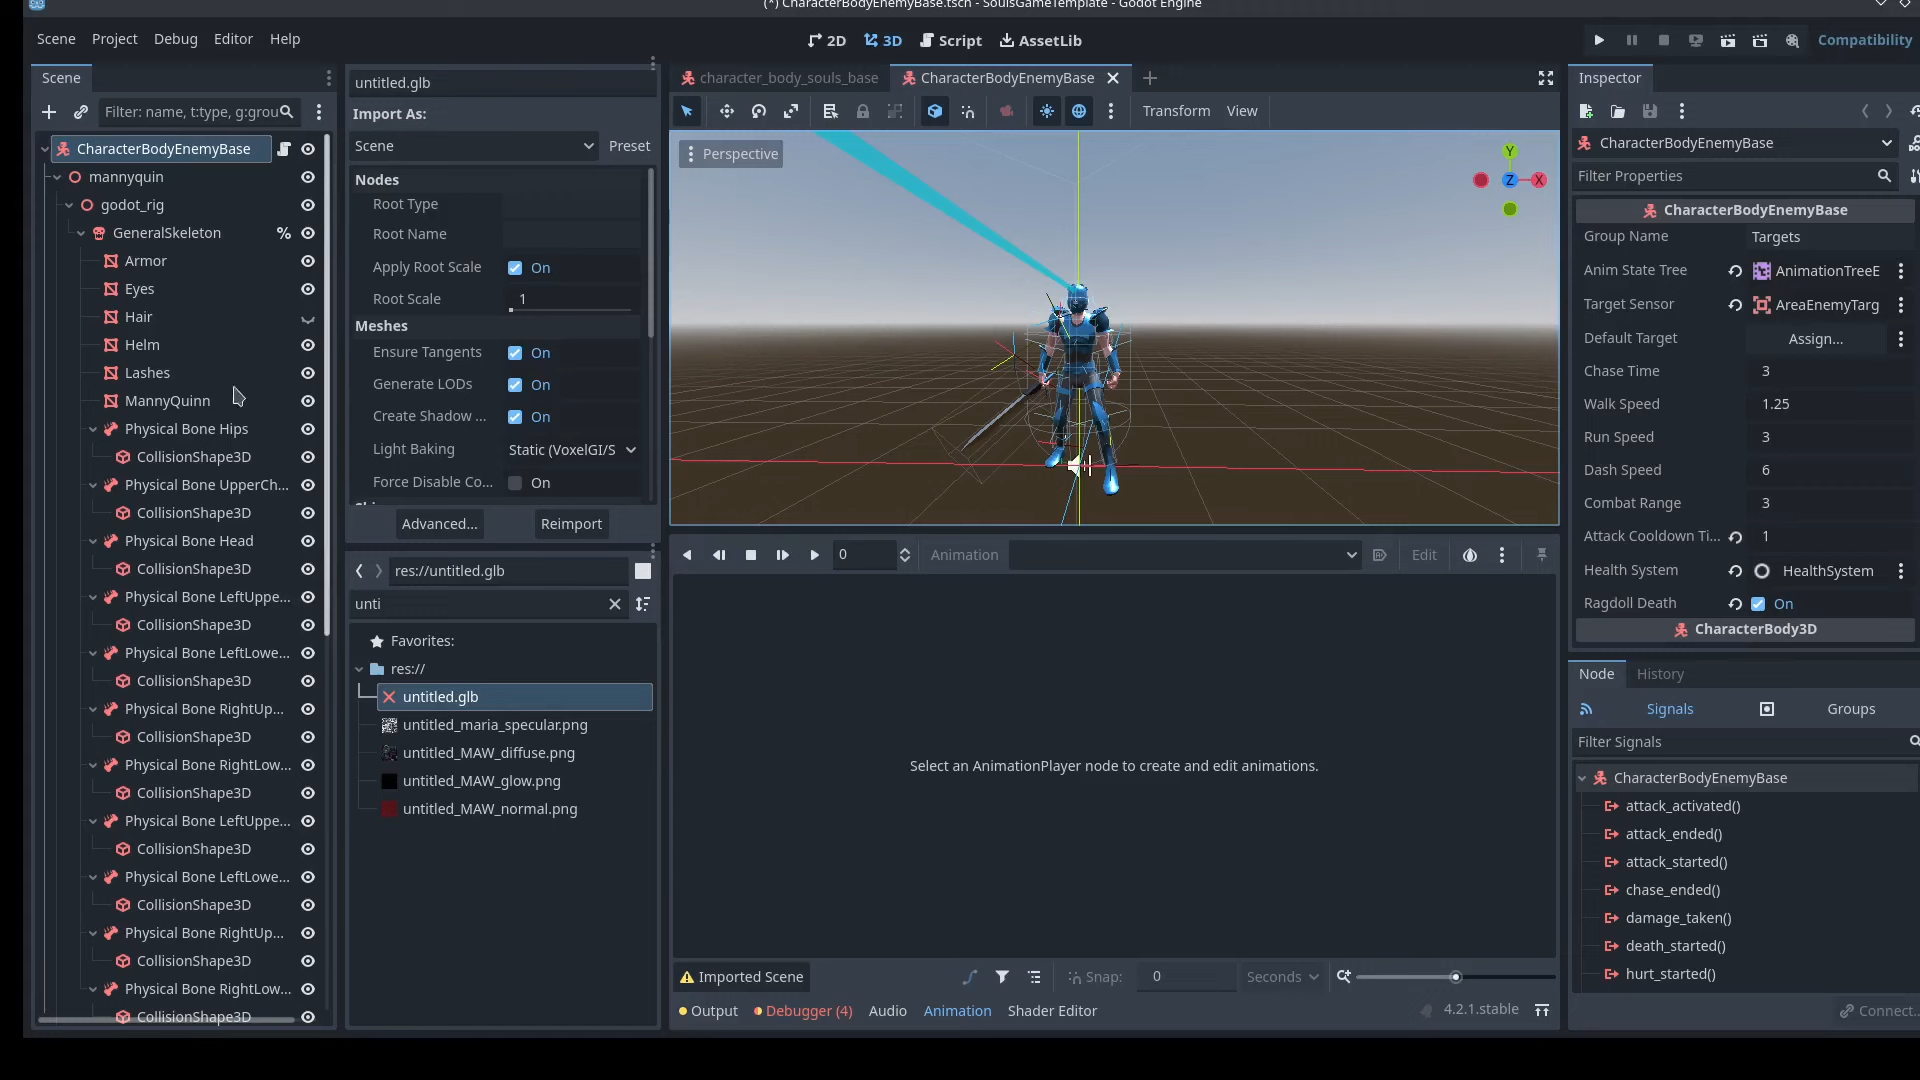 (*) CharacterBodyEnemyBase.tscn - SoulsGameTemplate - Godot Engine
Scene Project Debug Editor Help
2D 3D Script AssetLib
Compatibility
Scene
Filter: name, t:type, g:grou
CharacterBodyEnemyBase
mannyquin
godot_rig
GeneralSkeleton
Armor
Eyes
Hair
Helm
Lashes
MannyQuinn
Physical Bone Hips
CollisionShape3D
Physical Bone UpperCh...
CollisionShape3D
Physical Bone Head
CollisionShape3D
Physical Bone LeftUppe...
CollisionShape3D
Physical Bone LeftLowe...
CollisionShape3D
Physical Bone RightUp...
CollisionShape3D
Physical Bone RightLow...
CollisionShape3D
Physical Bone LeftUppe...
CollisionShape3D
Physical Bone LeftLowe...
CollisionShape3D
Physical Bone RightUp...
CollisionShape3D
Physical Bone RightLow...
CollisionShape3D
untitled.glb
Import As:
Scene Preset
Nodes
Root Type
Root Name
Apply Root Scale On
Root Scale 1
Meshes
Ensure Tangents On
Generate LODs On
Create Shadow ... On
Light Baking Static (VoxelGI/S
Force Disable Co... On
Advanced... Reimport
res://untitled.glb
unti
Favorites:
res://
untitled.glb
untitled_maria_specular.png
untitled_MAW_diffuse.png
untitled_MAW_glow.png
untitled_MAW_normal.png
character_body_souls_base CharacterBodyEnemyBase
Transform View
Perspective
Y
Z X
0 Animation Edit
Select an AnimationPlayer node to create and edit animations.
Imported Scene Snap: 0 Seconds
Output Debugger (4) Audio Animation Shader Editor 4.2.1.stable
Inspector
CharacterBodyEnemyBase
Filter Properties
CharacterBodyEnemyBase
Group Name Targets
Anim State Tree AnimationTreeE
Target Sensor AreaEnemyTarg
Default Target Assign...
Chase Time 3
Walk Speed 1.25
Run Speed 3
Dash Speed 6
Combat Range 3
Attack Cooldown Ti... 1
Health System HealthSystem
Ragdoll Death On
CharacterBody3D
Node History
Signals Groups
Filter Signals
CharacterBodyEnemyBase
attack_activated()
attack_ended()
attack_started()
chase_ended()
damage_taken()
death_started()
hurt_started()
Connect...